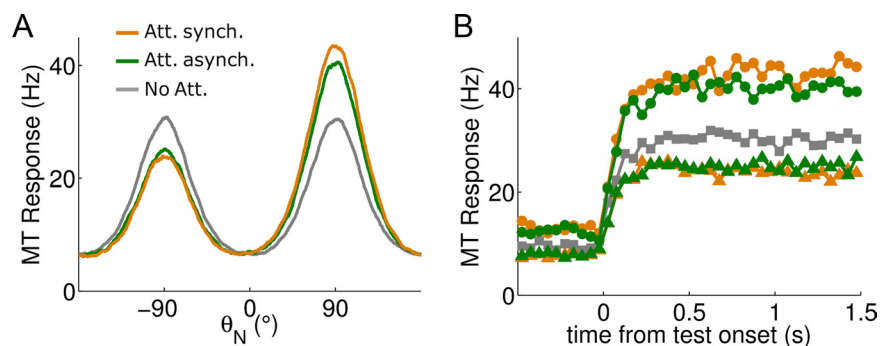 A
Att. synch.
Att. asynch.
No Att.
MT Response (Hz)
40
20
0
−90
0
90
θN (°)
B
MT Response (Hz)
40
20
0
0
0.5
1
1.5
time from test onset (s)